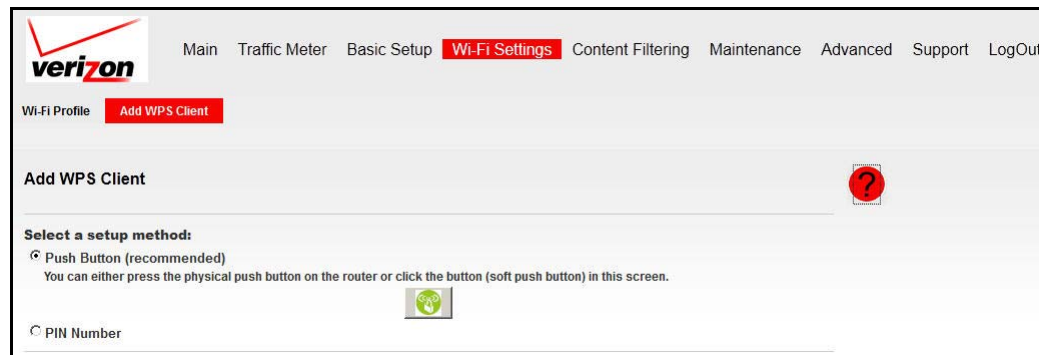 verizon
Main Traffic Meter Basic Setup Wi-Fi Settings Content Filtering Maintenance Advanced Support LogOut
Wi-Fi Profile Add WPS Client
Add WPS Client
?
Select a setup method:
Push Button (recommended)
You can either press the physical push button on the router or click the button (soft push button) in this screen.
PIN Number